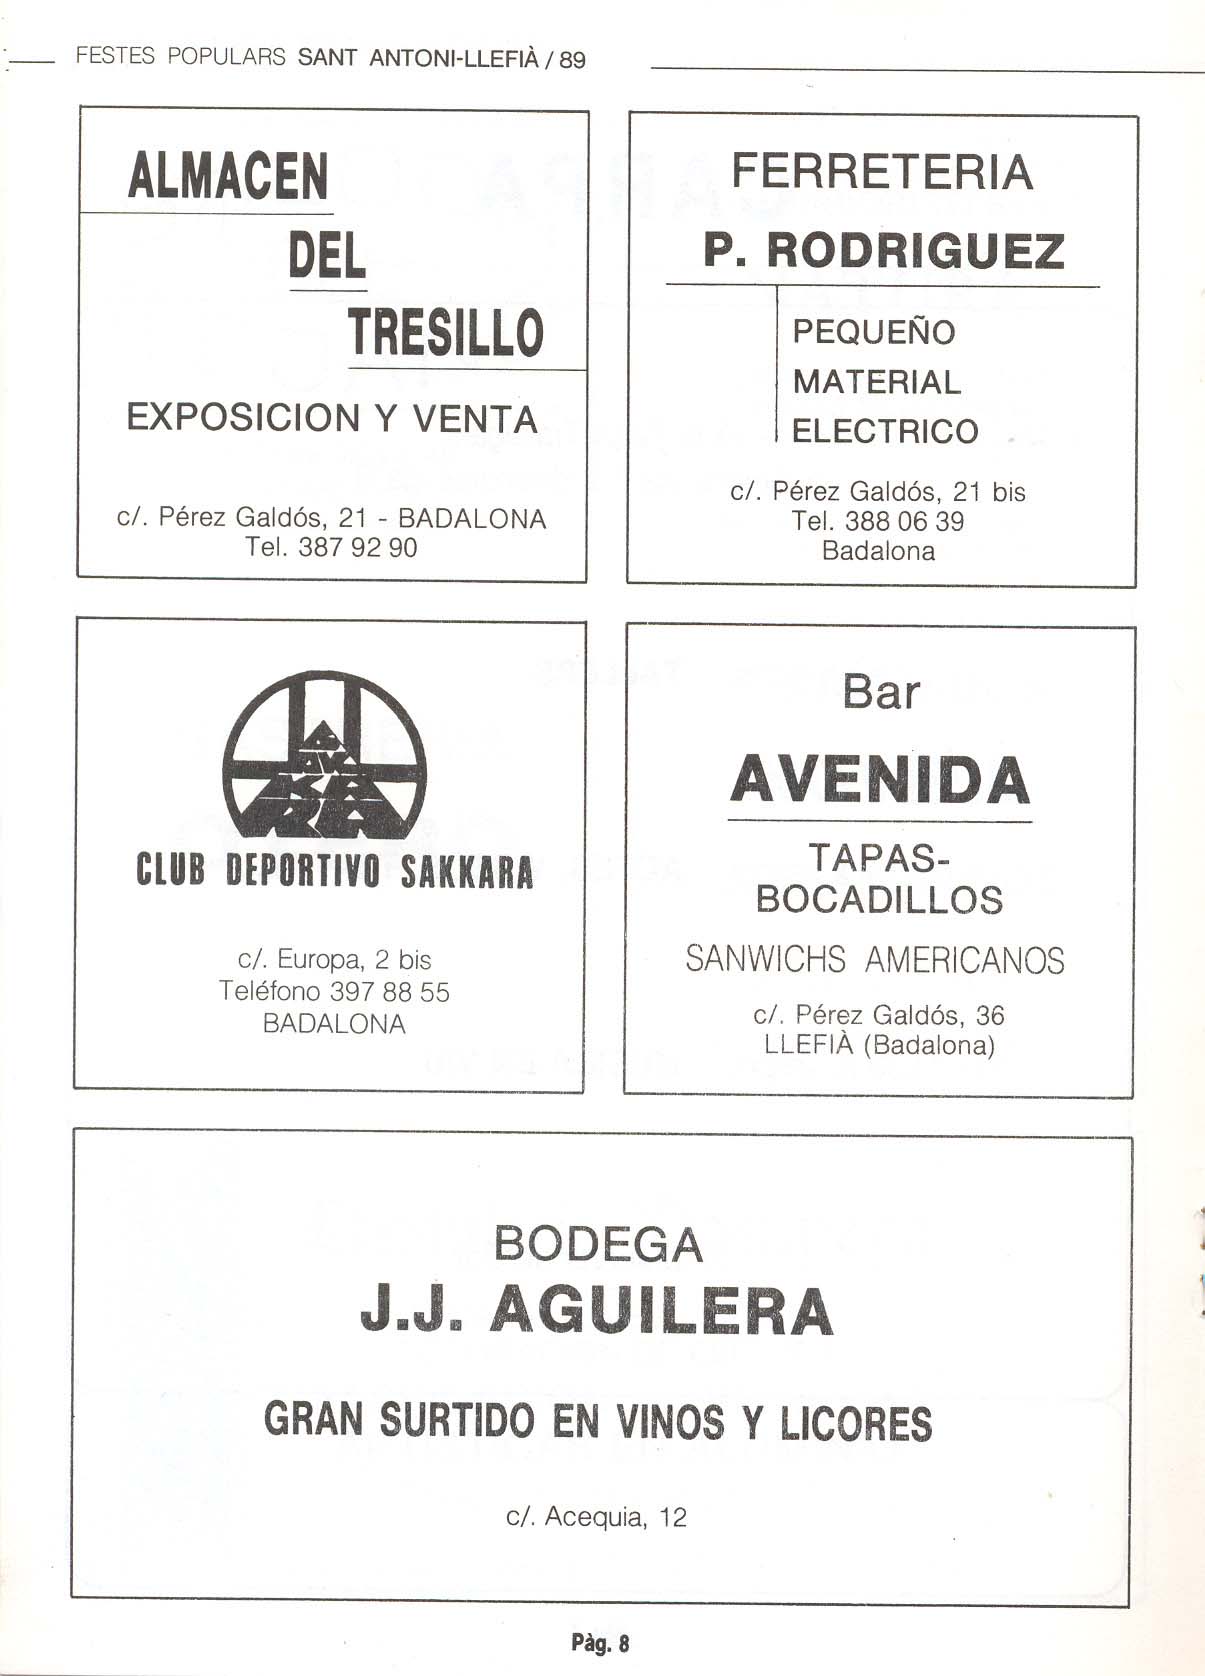 FESTES POPULARS SANT ANTONI-LLEFIÀ / 89
ALMACEN
DEL
TRESILLO
EXPOSICION Y VENTA
c/. Pérez Galdós, 21 - BADALONA
Tel. 387 92 90
FERRETERIA
P. RODRIGUEZ
PEQUEÑO
MATERIAL
ELECTRICO
c/. Pérez Galdós, 21 bis
Tel. 388 06 39
Badalona
SAKKARA
CLUB DEPORTIVO SAKKARA
c/. Europa, 2 bis
Teléfono 397 88 55
BADALONA
Bar
AVENIDA
TAPAS-
BOCADILLOS
SANWICHS AMERICANOS
c/. Pérez Galdós, 36
LLEFIÀ (Badalona)
BODEGA
J.J. AGUILERA
GRAN SURTIDO EN VINOS Y LICORES
c/. Acequia, 12
Pàg. 8